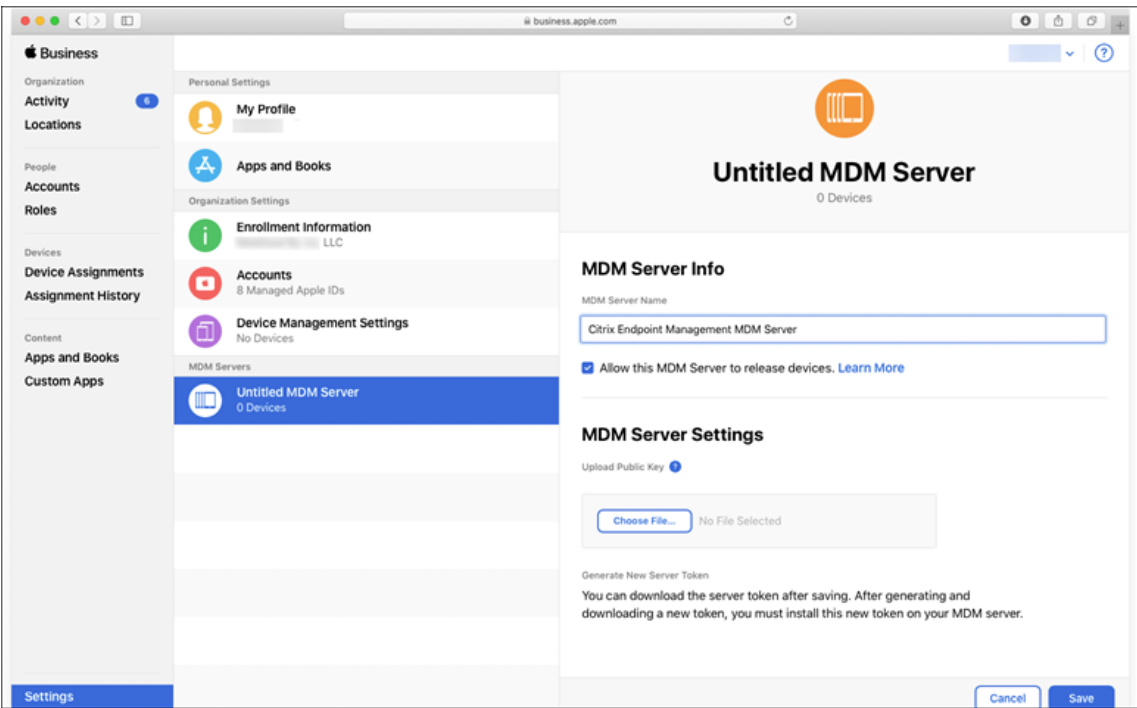 business.apple.com
Business
Organization
Activity
6
Locations
People
Accounts
Roles
Devices
Device Assignments
Assignment History
Content
Apps and Books
Custom Apps
Settings
Personal Settings
My Profile
Apps and Books
Organization Settings
Enrollment Information
LLC
Accounts
8 Managed Apple IDs
Device Management Settings
No Devices
MDM Servers
Untitled MDM Server
0 Devices
?
Untitled MDM Server
0 Devices
MDM Server Info
MDM Server Name
Citrix Endpoint Management MDM Server
Allow this MDM Server to release devices. Learn More
MDM Server Settings
Upload Public Key ?
Choose File... No File Selected
Generate New Server Token
You can download the server token after saving. After generating and
downloading a new token, you must install this new token on your MDM server.
Cancel Save